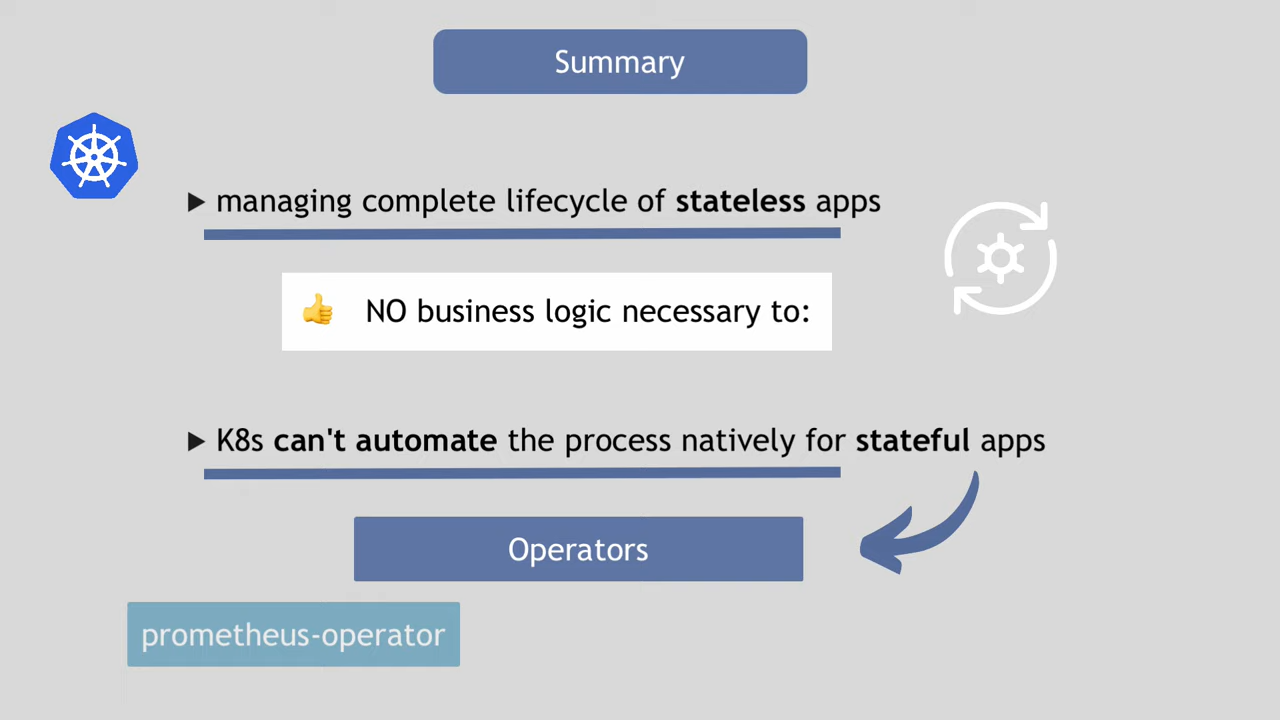 Summary
managing complete lifecycle of stateless apps
NO business logic necessary to:
K8s can't automate the process natively for stateful apps
Operators
prometheus-operator